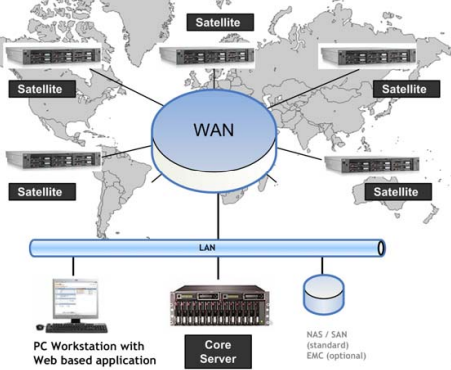 Satellite
Satellite
Satellite
WAN
Satellite
Satellite
LAN
PC Workstation with
Web based application
Core
Server
NAS / SAN
(standard)
EMC (optional)